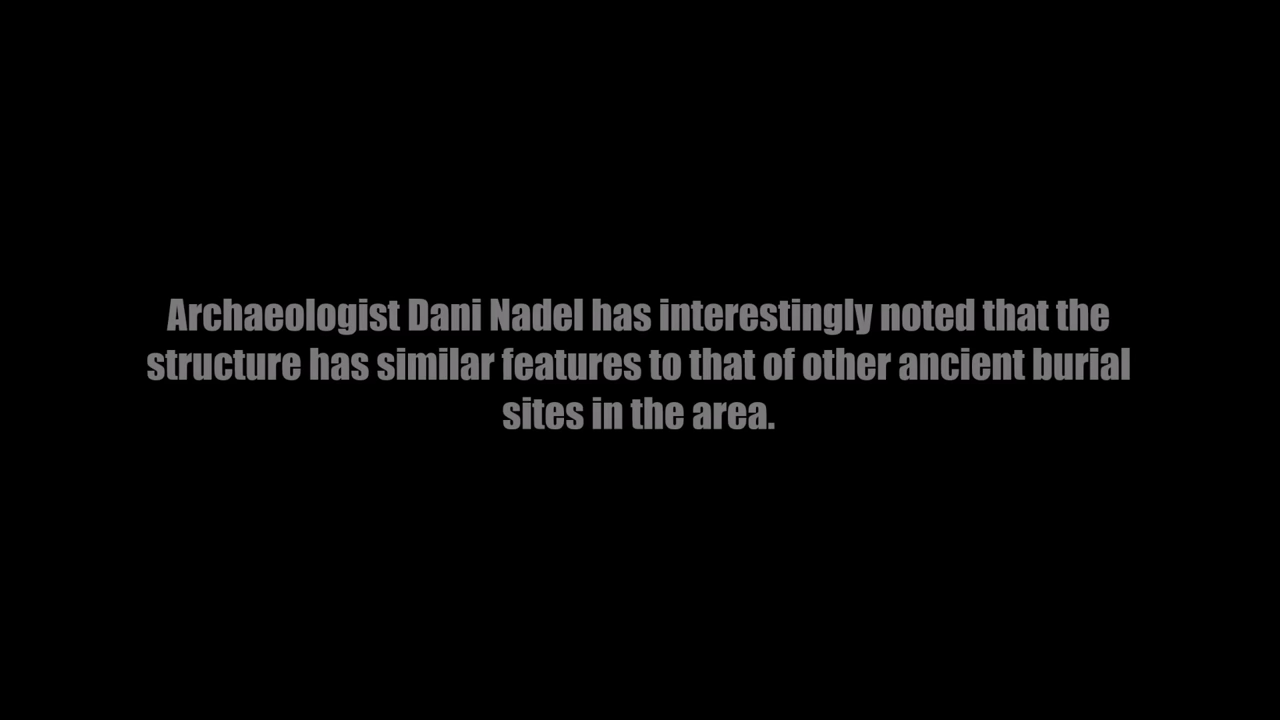 Archaeologist Dani Nadel has interestingly noted that the
structure has similar features to that of other ancient burial
sites in the area.